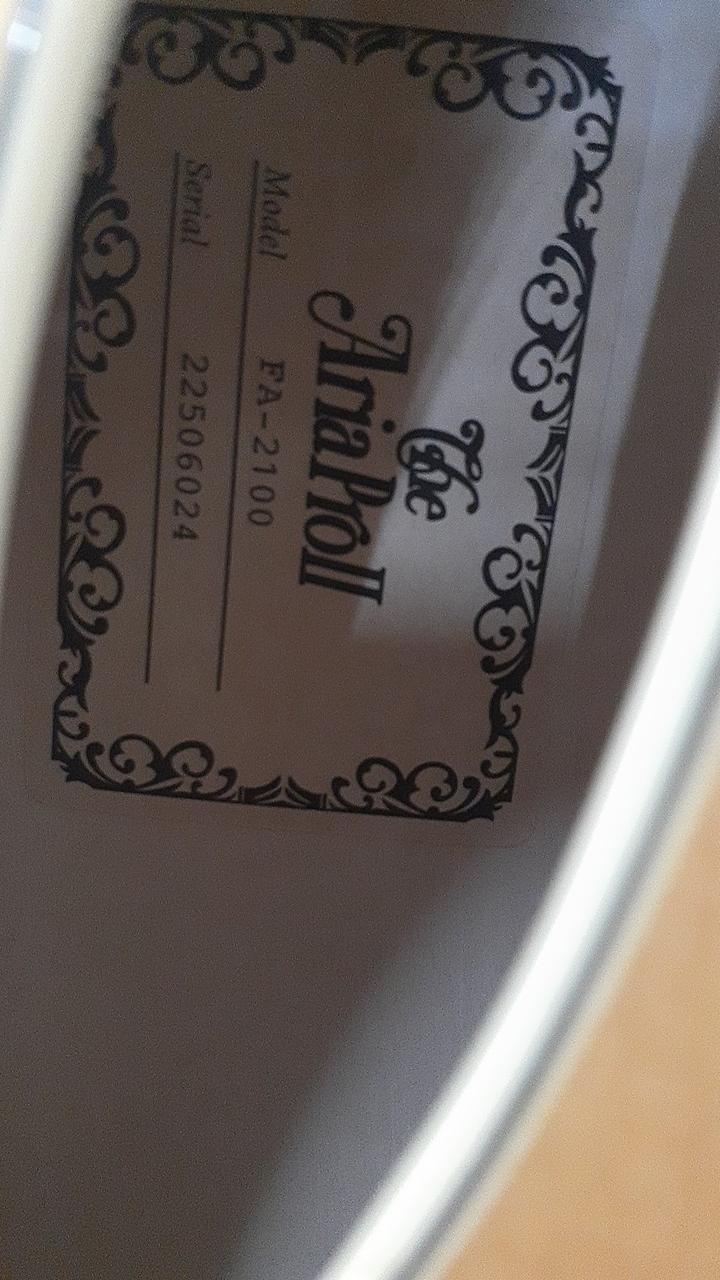 The
AriaProII
Model FA-2100
Serial 22506024